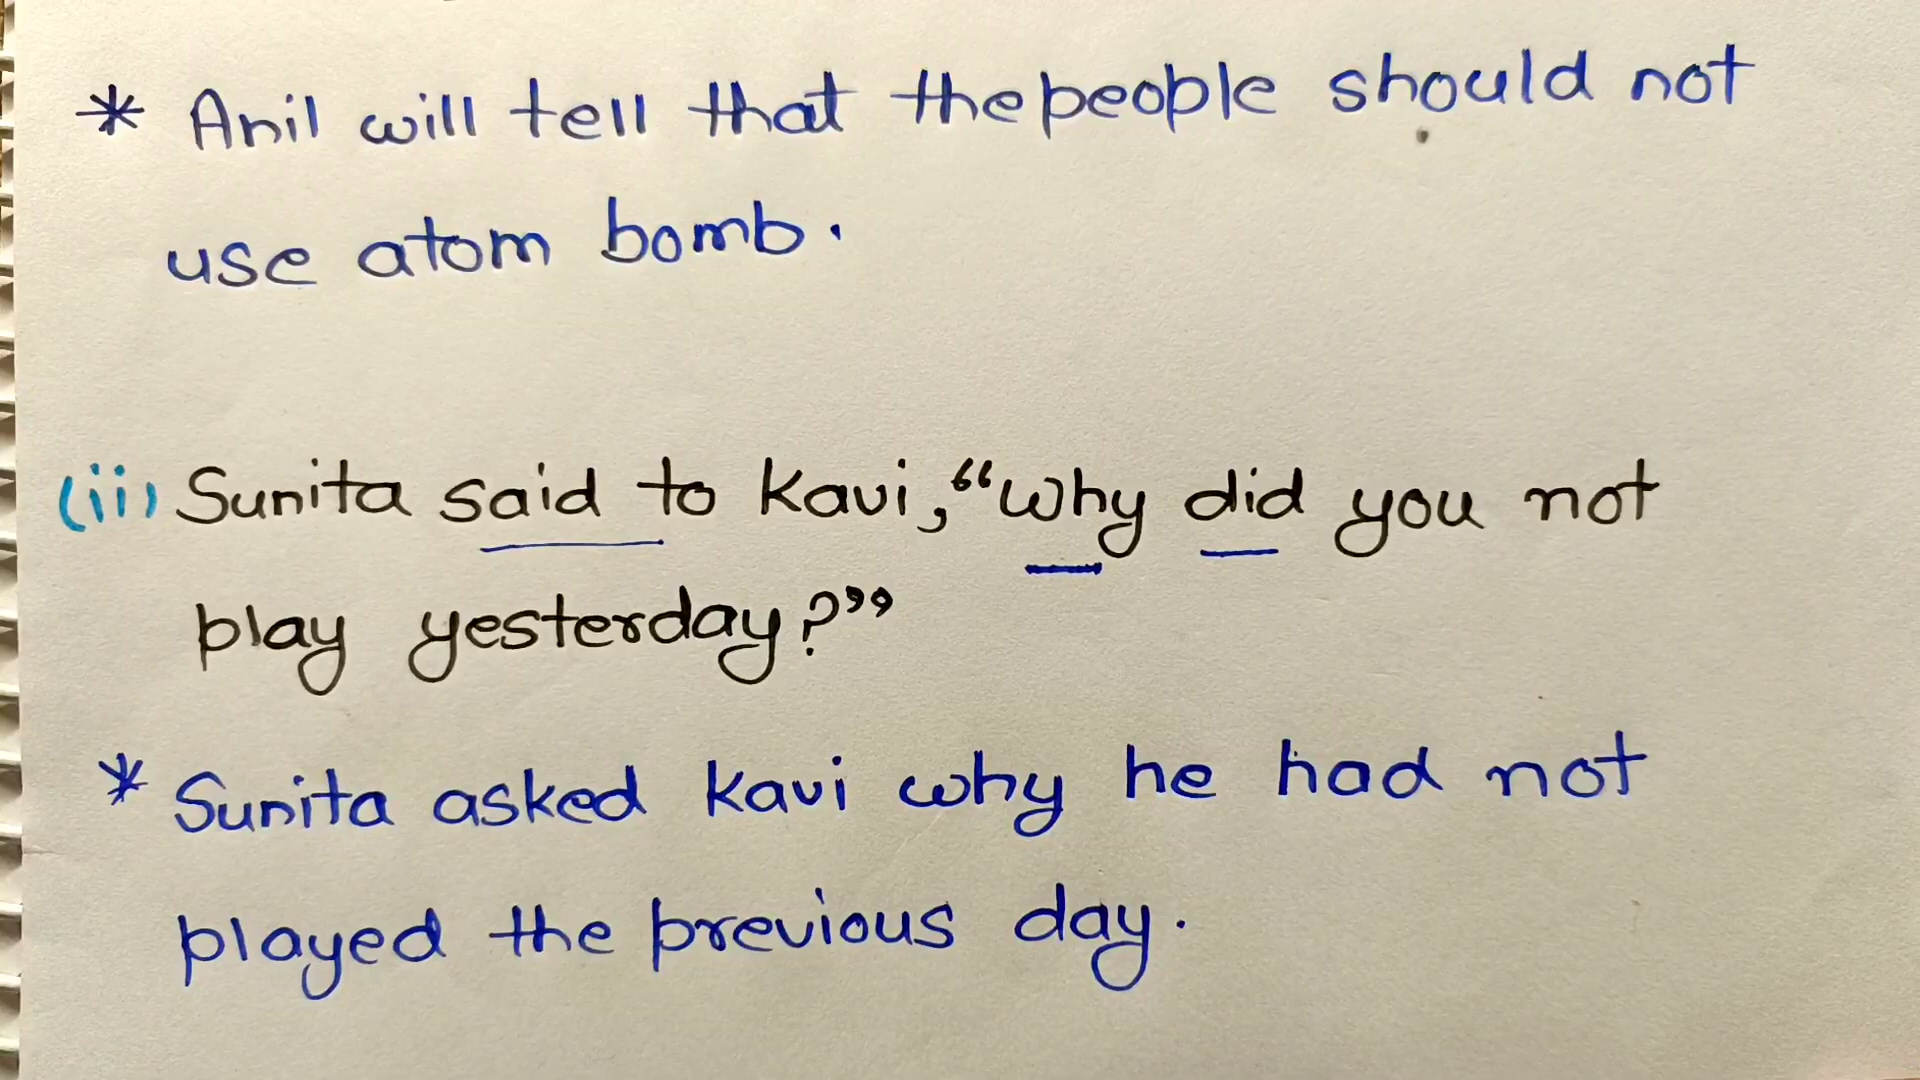 * Anil will tell that the people should not
use atom bomb.
(ii) Sunita said to Kavi, “why did you not
play yesterday?”
* Sunita asked Kavi why he had not
played the previous day.